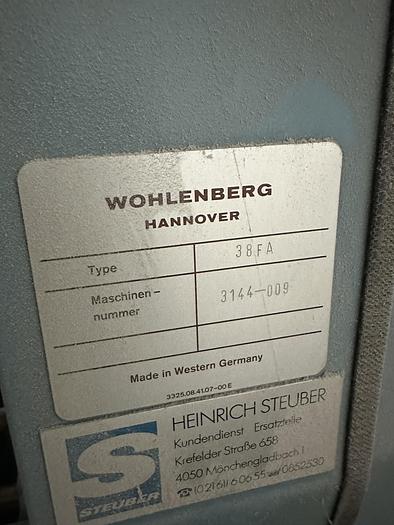 WOHLENBERG
HANNOVER
Type 38FA
Maschinen-
nummer 3144-009
Made in Western Germany
3325.08.41.07-00 E
S
STEUBER
HEINRICH STEUBER
Kundendienst Ersatzteile
Krefelder Straße 658
4050 Mönchengladbach 1
0852530